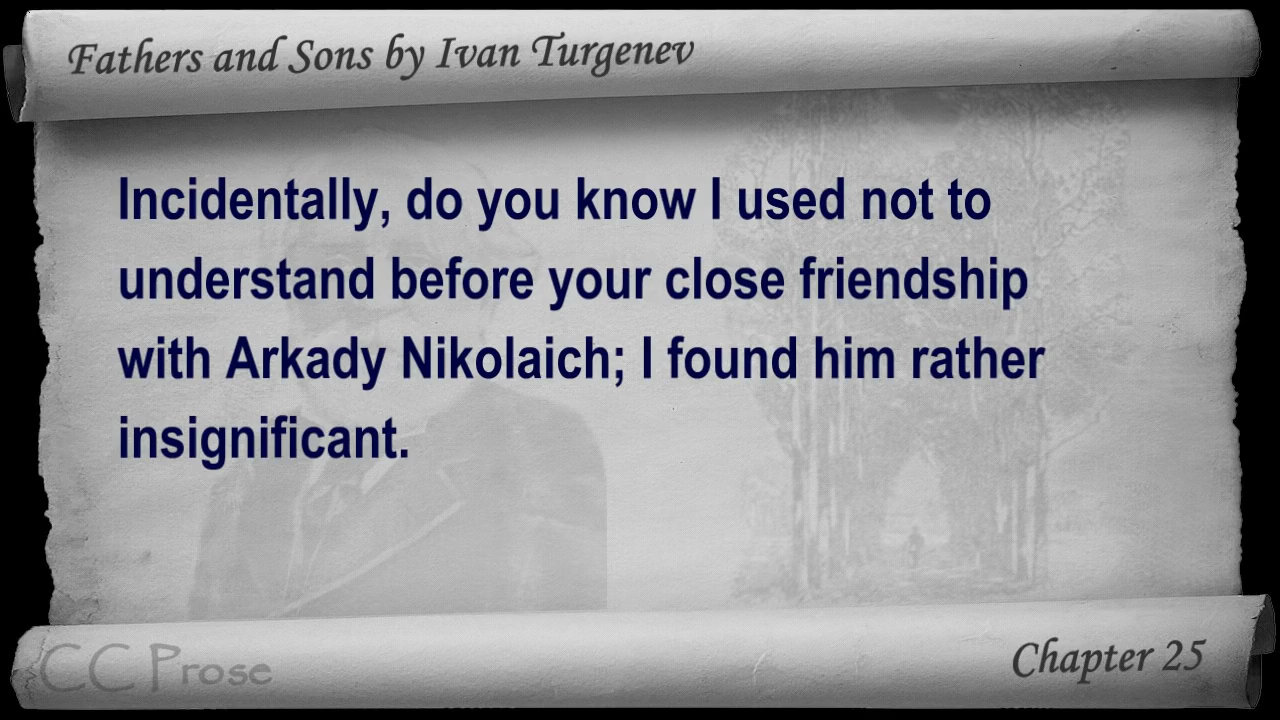 Fathers and Sons by Ivan Turgenev
Incidentally, do you know I used not to
understand before your close friendship
with Arkady Nikolaich; I found him rather
insignificant.
CC Prose
Chapter 25